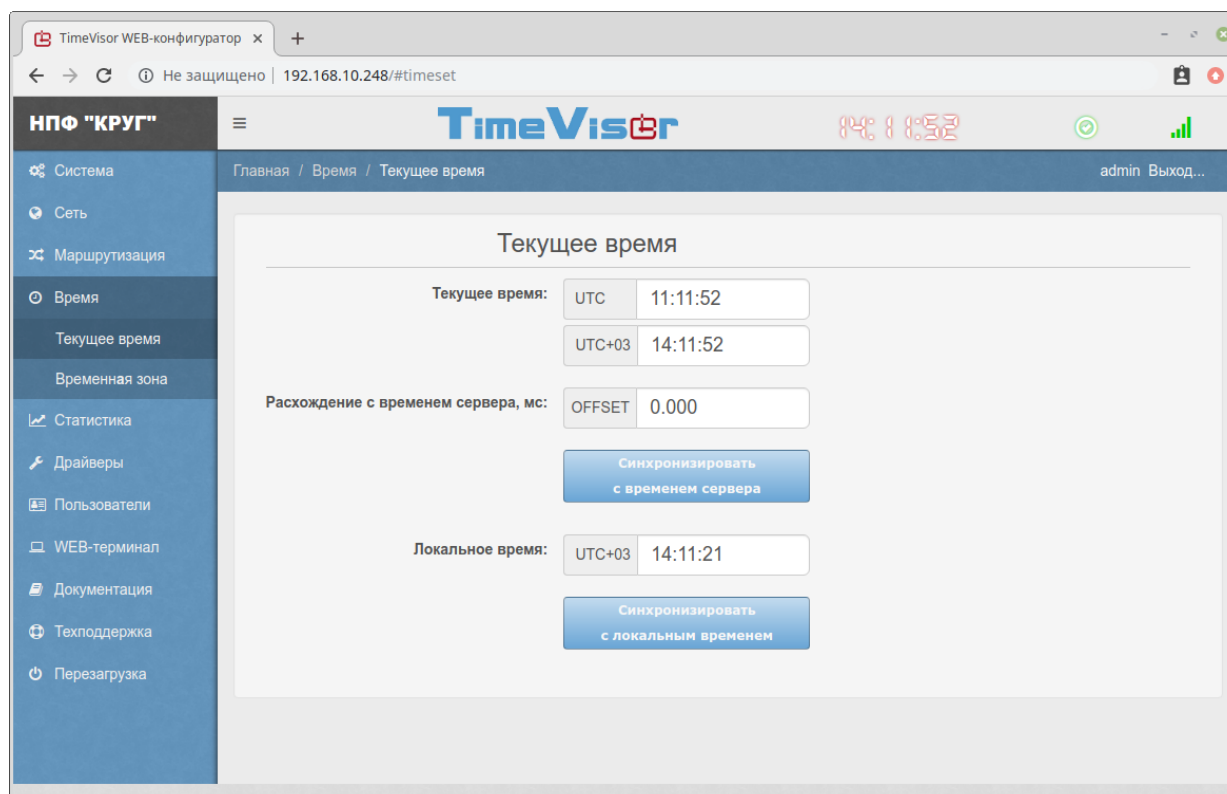 TimeVisor WEB-конфигуратор
Не защищено | 192.168.10.248/#timeset
НПФ "КРУГ"
TimeVisor
14:11:52
Система
Главная / Время / Текущее время
admin Выход...
Сеть
Маршрутизация
Время
Текущее время
Временная зона
Статистика
Драйверы
Пользователи
WEB-терминал
Документация
Техподдержка
Перезагрузка
Текущее время
Текущее время: UTC 11:11:52
UTC+03 14:11:52
Расхождение с временем сервера, мс: OFFSET 0.000
Синхронизировать
с временем сервера
Локальное время: UTC+03 14:11:21
Синхронизировать
с локальным временем